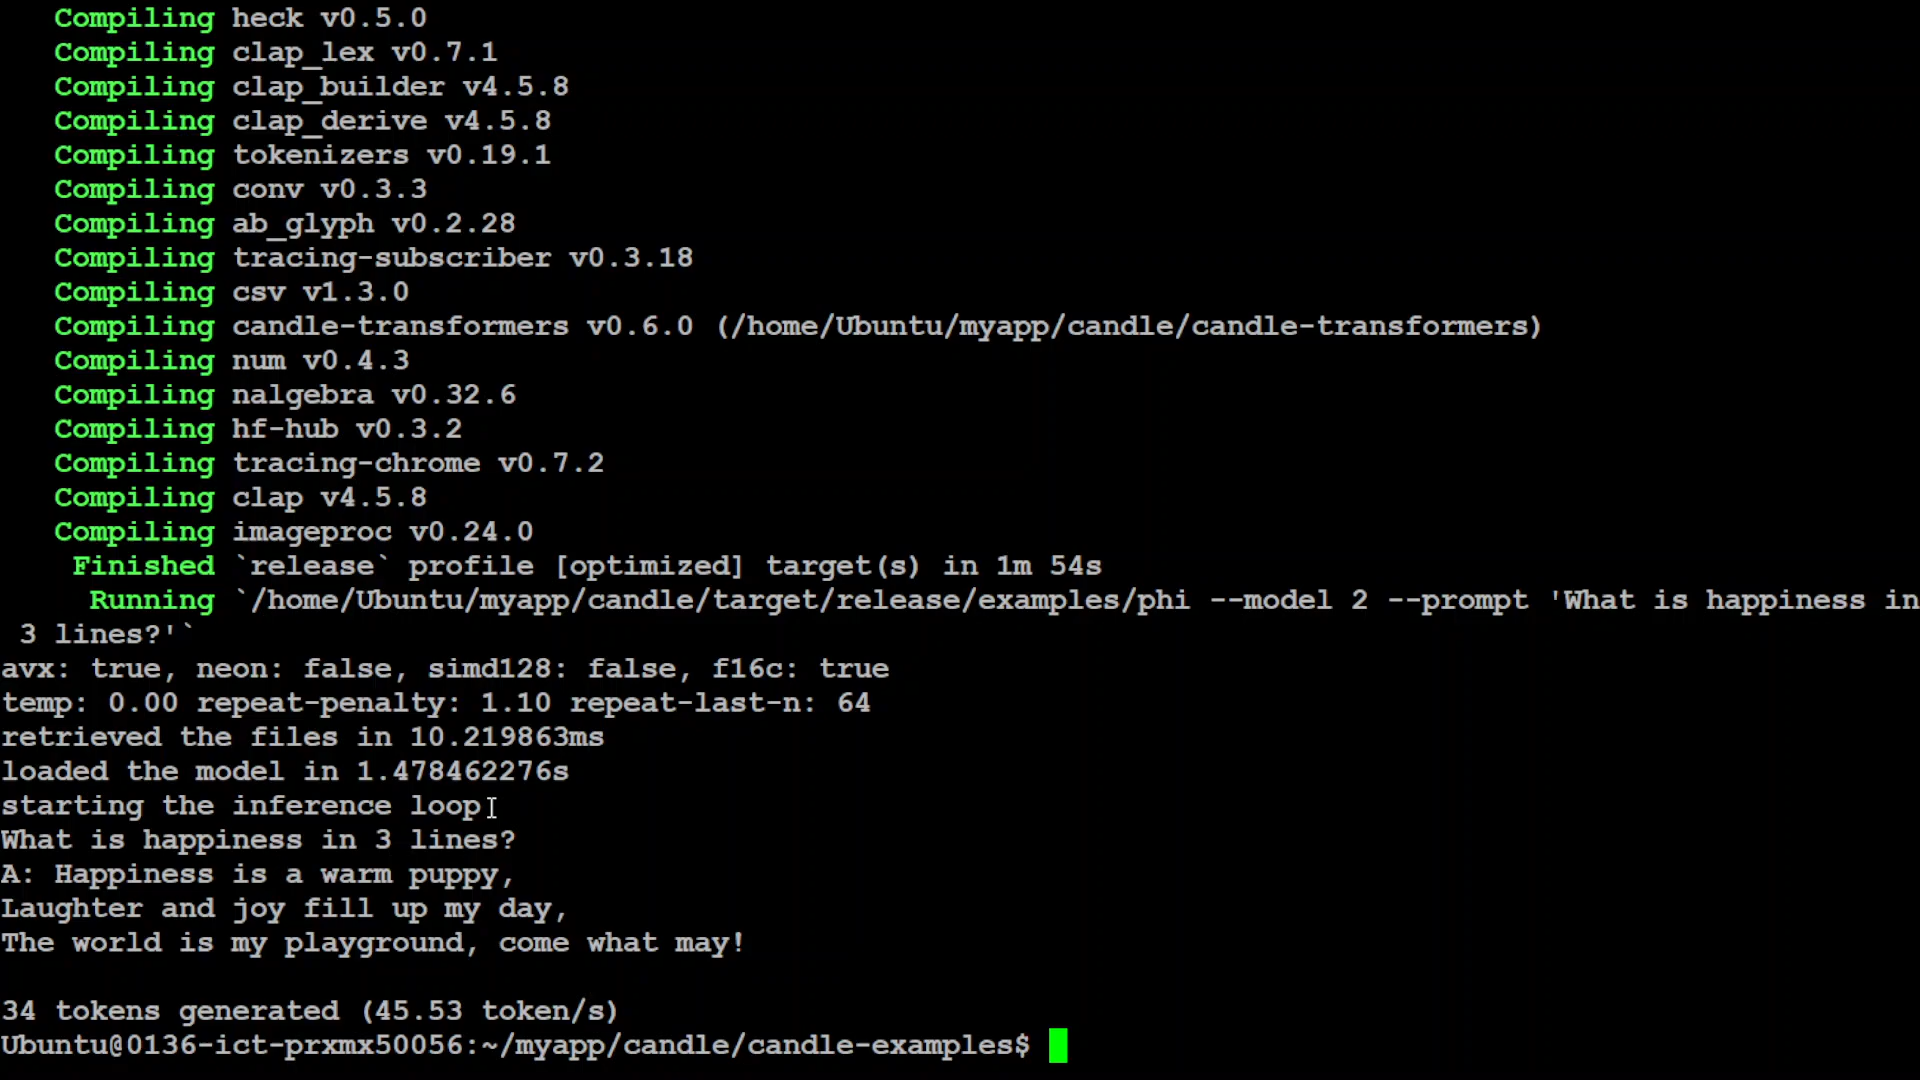 Compiling heck v0.5.0
Compiling clap_lex v0.7.1
Compiling clap_builder v4.5.8
Compiling clap_derive v4.5.8
Compiling tokenizers v0.19.1
Compiling conv v0.3.3
Compiling ab_glyph v0.2.28
Compiling tracing-subscriber v0.3.18
Compiling csv v1.3.0
Compiling candle-transformers v0.6.0 (/home/Ubuntu/myapp/candle/candle-transformers)
Compiling num v0.4.3
Compiling nalgebra v0.32.6
Compiling hf-hub v0.3.2
Compiling tracing-chrome v0.7.2
Compiling clap v4.5.8
Compiling imageproc v0.24.0
Finished `release` profile [optimized] target(s) in 1m 54s
Running `/home/Ubuntu/myapp/candle/target/release/examples/phi --model 2 --prompt 'What is happiness in
3 lines?'`
avx: true, neon: false, simd128: false, f16c: true
temp: 0.00 repeat-penalty: 1.10 repeat-last-n: 64
retrieved the files in 10.219863ms
loaded the model in 1.478462276s
starting the inference loop
What is happiness in 3 lines?
A: Happiness is a warm puppy,
Laughter and joy fill up my day,
The world is my playground, come what may!
34 tokens generated (45.53 token/s)
Ubuntu@0136-ict-prxmx50056:~/myapp/candle/candle-examples$